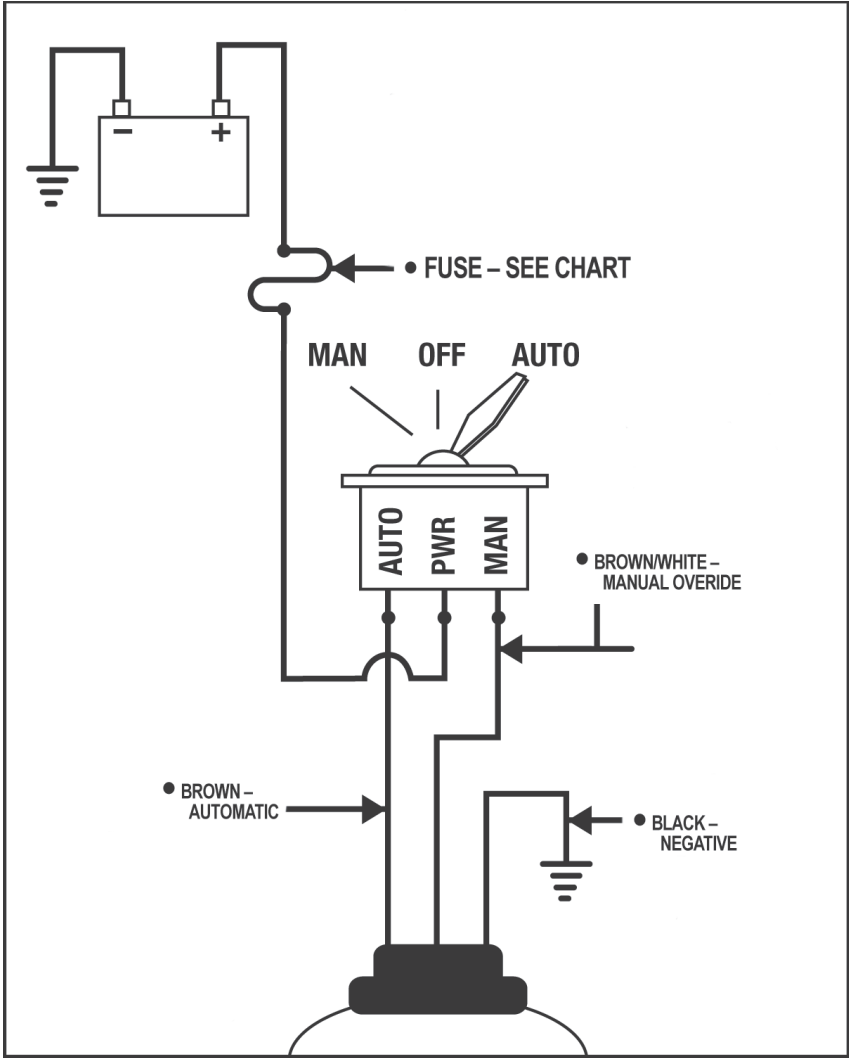 − +
• FUSE – SEE CHART
MAN OFF AUTO
AUTO PWR MAN
• BROWN/WHITE –
MANUAL OVERIDE
• BROWN –
AUTOMATIC
• BLACK –
NEGATIVE